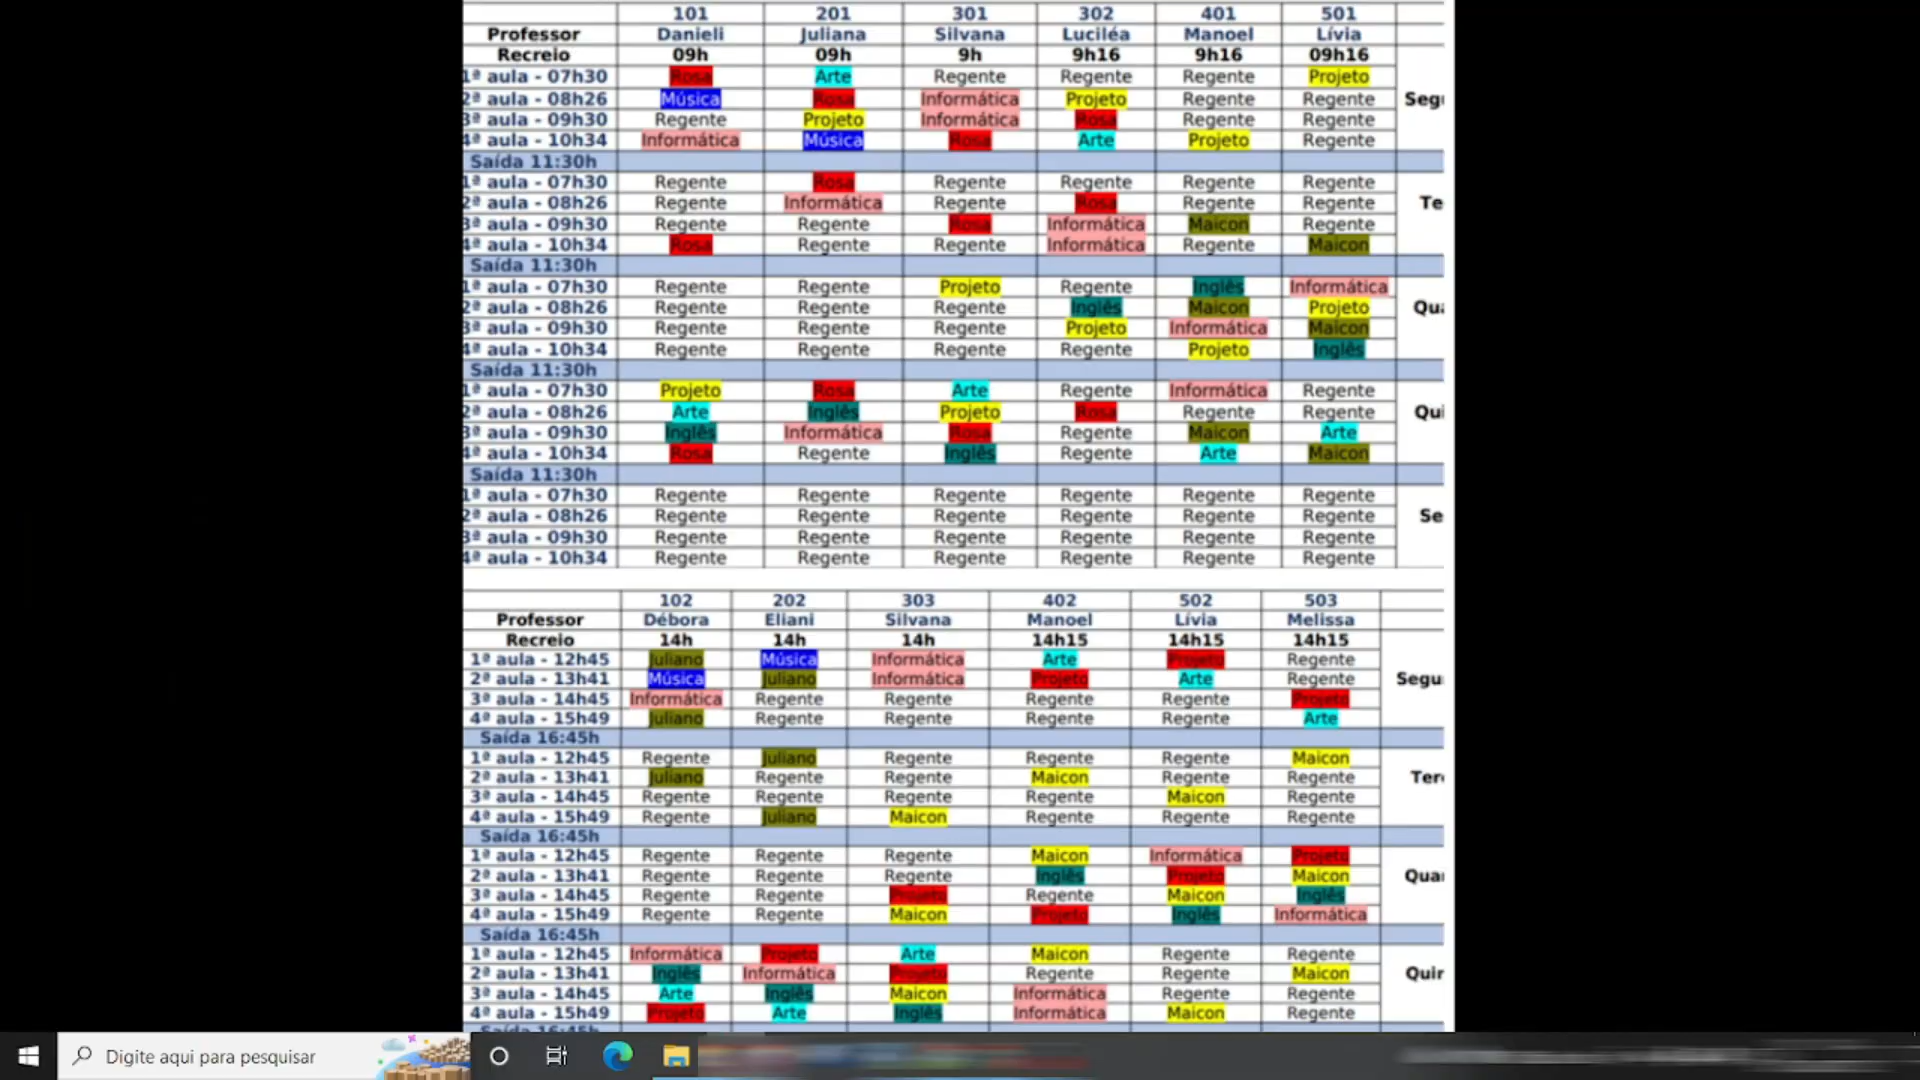 101 201 301 302 401 501
Professor Danieli Juliana Silvana Luciléa Manoel Lívia
Recreio 09h 09h 9h 9h16 9h16 09h16
1ª aula - 07h30 Rosa Arte Regente Regente Regente Projeto
2ª aula - 08h26 Música Rosa Informática Projeto Regente Regente Segu
3ª aula - 09h30 Regente Projeto Informática Rosa Regente Regente
4ª aula - 10h34 Informática Música Rosa Arte Projeto Regente
Saída 11:30h
1ª aula - 07h30 Regente Rosa Regente Regente Regente Regente
2ª aula - 08h26 Regente Informática Regente Rosa Regente Regente Te
3ª aula - 09h30 Regente Regente Rosa Informática Maicon Regente
4ª aula - 10h34 Rosa Regente Regente Informática Regente Maicon
Saída 11:30h
1ª aula - 07h30 Regente Regente Projeto Regente Inglês Informática
2ª aula - 08h26 Regente Regente Regente Inglês Maicon Projeto Qua
3ª aula - 09h30 Regente Regente Regente Projeto Informática Maicon
4ª aula - 10h34 Regente Regente Regente Regente Projeto Inglês
Saída 11:30h
1ª aula - 07h30 Projeto Rosa Arte Regente Informática Regente
2ª aula - 08h26 Arte Inglês Projeto Rosa Regente Regente Qui
3ª aula - 09h30 Inglês Informática Rosa Regente Maicon Arte
4ª aula - 10h34 Rosa Regente Inglês Regente Arte Maicon
Saída 11:30h
1ª aula - 07h30 Regente Regente Regente Regente Regente Regente
2ª aula - 08h26 Regente Regente Regente Regente Regente Regente Se
3ª aula - 09h30 Regente Regente Regente Regente Regente Regente
4ª aula - 10h34 Regente Regente Regente Regente Regente Regente
102 202 303 402 502 503
Professor Débora Eliani Silvana Manoel Lívia Melissa
Recreio 14h 14h 14h 14h15 14h15 14h15
1ª aula - 12h45 Juliano Música Informática Arte Projeto Regente
2ª aula - 13h41 Música Juliano Informática Projeto Arte Regente Segu
3ª aula - 14h45 Informática Regente Regente Regente Regente Projeto
4ª aula - 15h49 Juliano Regente Regente Regente Regente Arte
Saída 16:45h
1ª aula - 12h45 Regente Juliano Regente Regente Regente Maicon
2ª aula - 13h41 Juliano Regente Regente Maicon Regente Regente Ter
3ª aula - 14h45 Regente Regente Regente Regente Maicon Regente
4ª aula - 15h49 Regente Juliano Maicon Regente Regente Regente
Saída 16:45h
1ª aula - 12h45 Regente Regente Regente Maicon Informática Projeto
2ª aula - 13h41 Regente Regente Regente Inglês Projeto Maicon Quar
3ª aula - 14h45 Regente Regente Projeto Regente Maicon Inglês
4ª aula - 15h49 Regente Regente Maicon Projeto Inglês Informática
Saída 16:45h
1ª aula - 12h45 Informática Projeto Arte Maicon Regente Regente
2ª aula - 13h41 Inglês Informática Projeto Regente Regente Maicon Quin
3ª aula - 14h45 Arte Inglês Maicon Informática Regente Regente
4ª aula - 15h49 Projeto Arte Inglês Informática Maicon Regente
Saída 16:45h
Digite aqui para pesquisar